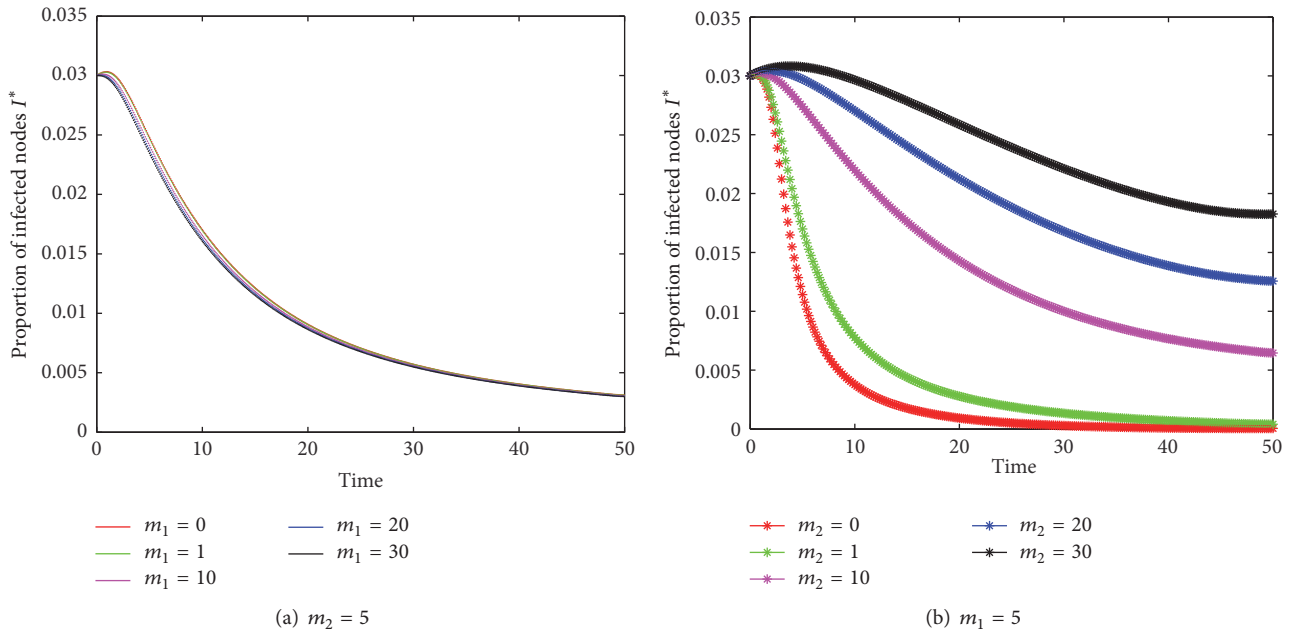 0.035
0.03
0.025
0.02
0.015
0.01
0.005
0
Proportion of infected nodes I*
0 10 20 30 40 50
Time
m₁ = 0 m₁ = 20
m₁ = 1 m₁ = 30
m₁ = 10
(a) m₂ = 5
0.035
0.03
0.025
0.02
0.015
0.01
0.005
0
Proportion of infected nodes I*
0 10 20 30 40 50
Time
m₂ = 0 m₂ = 20
m₂ = 1 m₂ = 30
m₂ = 10
(b) m₁ = 5